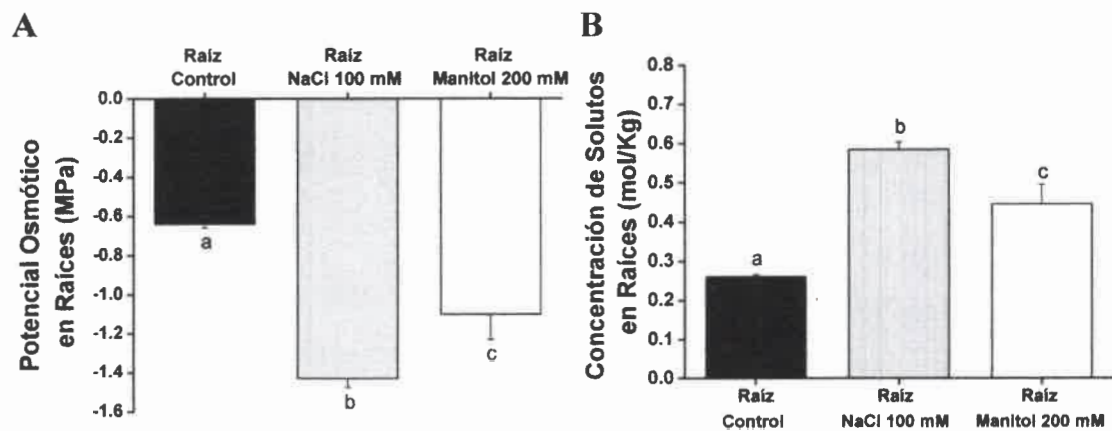 A
Raíz
Control
Raíz
NaCl 100 mM
Raíz
Manitol 200 mM
0.0
-0.2
-0.4
-0.6
-0.8
-1.0
-1.2
-1.4
-1.6
Potencial Osmótico
en Raíces (MPa)
a
b
c
B
0.8
0.7
0.6
0.5
0.4
0.3
0.2
0.1
0.0
Concentración de Solutos
en Raíces (mol/Kg)
a
b
c
Raíz
Control
Raíz
NaCl 100 mM
Raíz
Manitol 200 mM